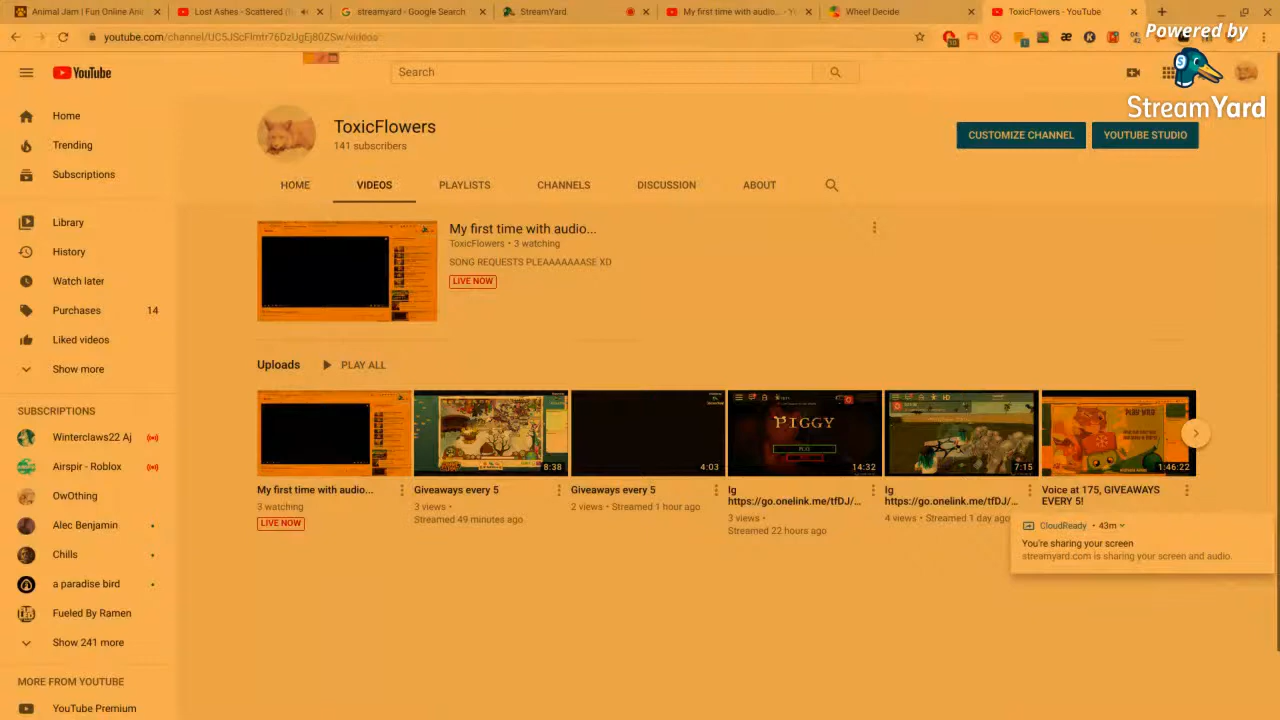 Animal Jam | Fun Online Ani
Lost Ashes - Scattered (
streamyard - Google Search
StreamYard
My first time with audio... - Y
Wheel Decide
ToxicFlowers - YouTube
youtube.com/channel/UC5JScFlmtr76DzUgEj80ZSw/videos
Powered by
StreamYard
YouTube
Search
Home
Trending
Subscriptions
Library
History
Watch later
Purchases 14
Liked videos
Show more
SUBSCRIPTIONS
Winterclaws22 Aj
Airspir - Roblox
OwOthing
Alec Benjamin
Chills
a paradise bird
Fueled By Ramen
Show 241 more
MORE FROM YOUTUBE
YouTube Premium
ToxicFlowers
141 subscribers
CUSTOMIZE CHANNEL
YOUTUBE STUDIO
HOME VIDEOS PLAYLISTS CHANNELS DISCUSSION ABOUT
My first time with audio...
ToxicFlowers • 3 watching
SONG REQUESTS PLEAAAAAAASE XD
LIVE NOW
Uploads PLAY ALL
My first time with audio...
3 watching
LIVE NOW
8:38
Giveaways every 5
3 views •
Streamed 49 minutes ago
4:03
Giveaways every 5
2 views • Streamed 1 hour ago
PIGGY
PLAY
14:32
Ig
https://go.onelink.me/tfDJ/...
3 views •
Streamed 22 hours ago
7:15
Ig
https://go.onelink.me/tfDJ/...
4 views • Streamed 1 day ago
PLAY WILD
1:46:22
Voice at 175, GIVEAWAYS
EVERY 5!
CloudReady • 43m
You're sharing your screen
streamyard.com is sharing your screen and audio.